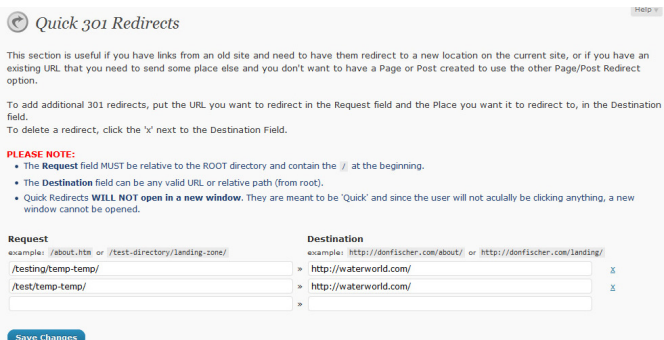 Help
Quick 301 Redirects
This section is useful if you have links from an old site and need to have them redirect to a new location on the current site, or if you have an
existing URL that you need to send some place else and you don't want to have a Page or Post created to use the other Page/Post Redirect
option.
To add additional 301 redirects, put the URL you want to redirect in the Request field and the Place you want it to redirect to, in the Destination
field.
To delete a redirect, click the 'x' next to the Destination Field.
PLEASE NOTE:
• The Request field MUST be relative to the ROOT directory and contain the / at the beginning.
• The Destination field can be any valid URL or relative path (from root).
• Quick Redirects WILL NOT open in a new window. They are meant to be 'Quick' and since the user will not aculally be clicking anything, a new
window cannot be opened.
Request Destination
example: /about.htm or /test-directory/landing-zone/ example: http://donfischer.com/about/ or http://donfischer.com/landing/
/testing/temp-temp/ » http://waterworld.com/ x
/test/temp-temp/ » http://waterworld.com/ x
»
Save Changes